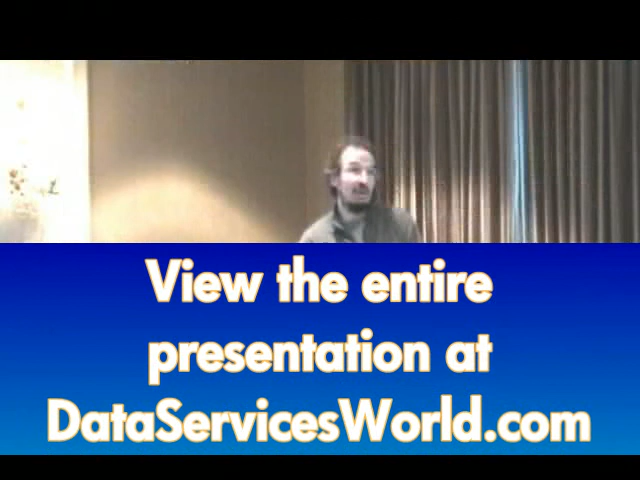 View the entire
presentation at
DataServicesWorld.com